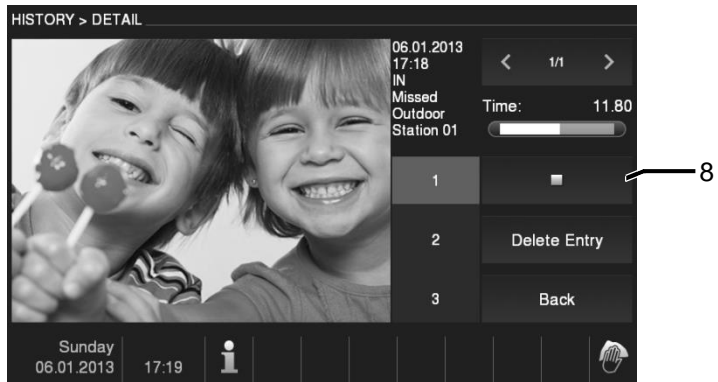 HISTORY > DETAIL
06.01.2013
17:18
IN
Missed
Outdoor
Station 01
1/1
Time: 11.80
1
8
2
Delete Entry
3
Back
Sunday
06.01.2013
17:19
i